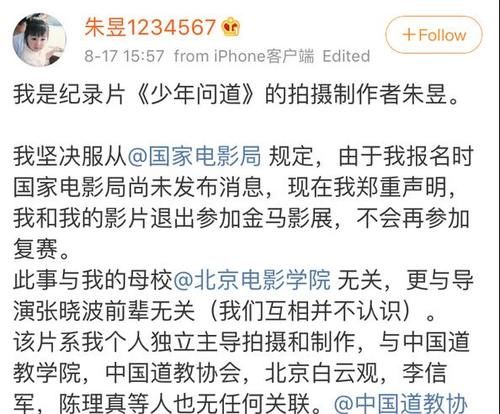 朱昱1234567
+Follow
8-17 15:57 from iPhone客户端 Edited
我是纪录片《少年问道》的拍摄制作者朱昱。
我坚决服从@国家电影局 规定，由于我报名时
国家电影局尚未发布消息，现在我郑重声明，
我和我的影片退出参加金马影展，不会再参加
复赛。
此事与我的母校@北京电影学院 无关，更与导
演张晓波前辈无关（我们互相并不认识）。
该片系我个人独立主导拍摄和制作，与中国道
教学院，中国道教协会，北京白云观，李信
军，陈理真等人也无任何关联。@中国道教协